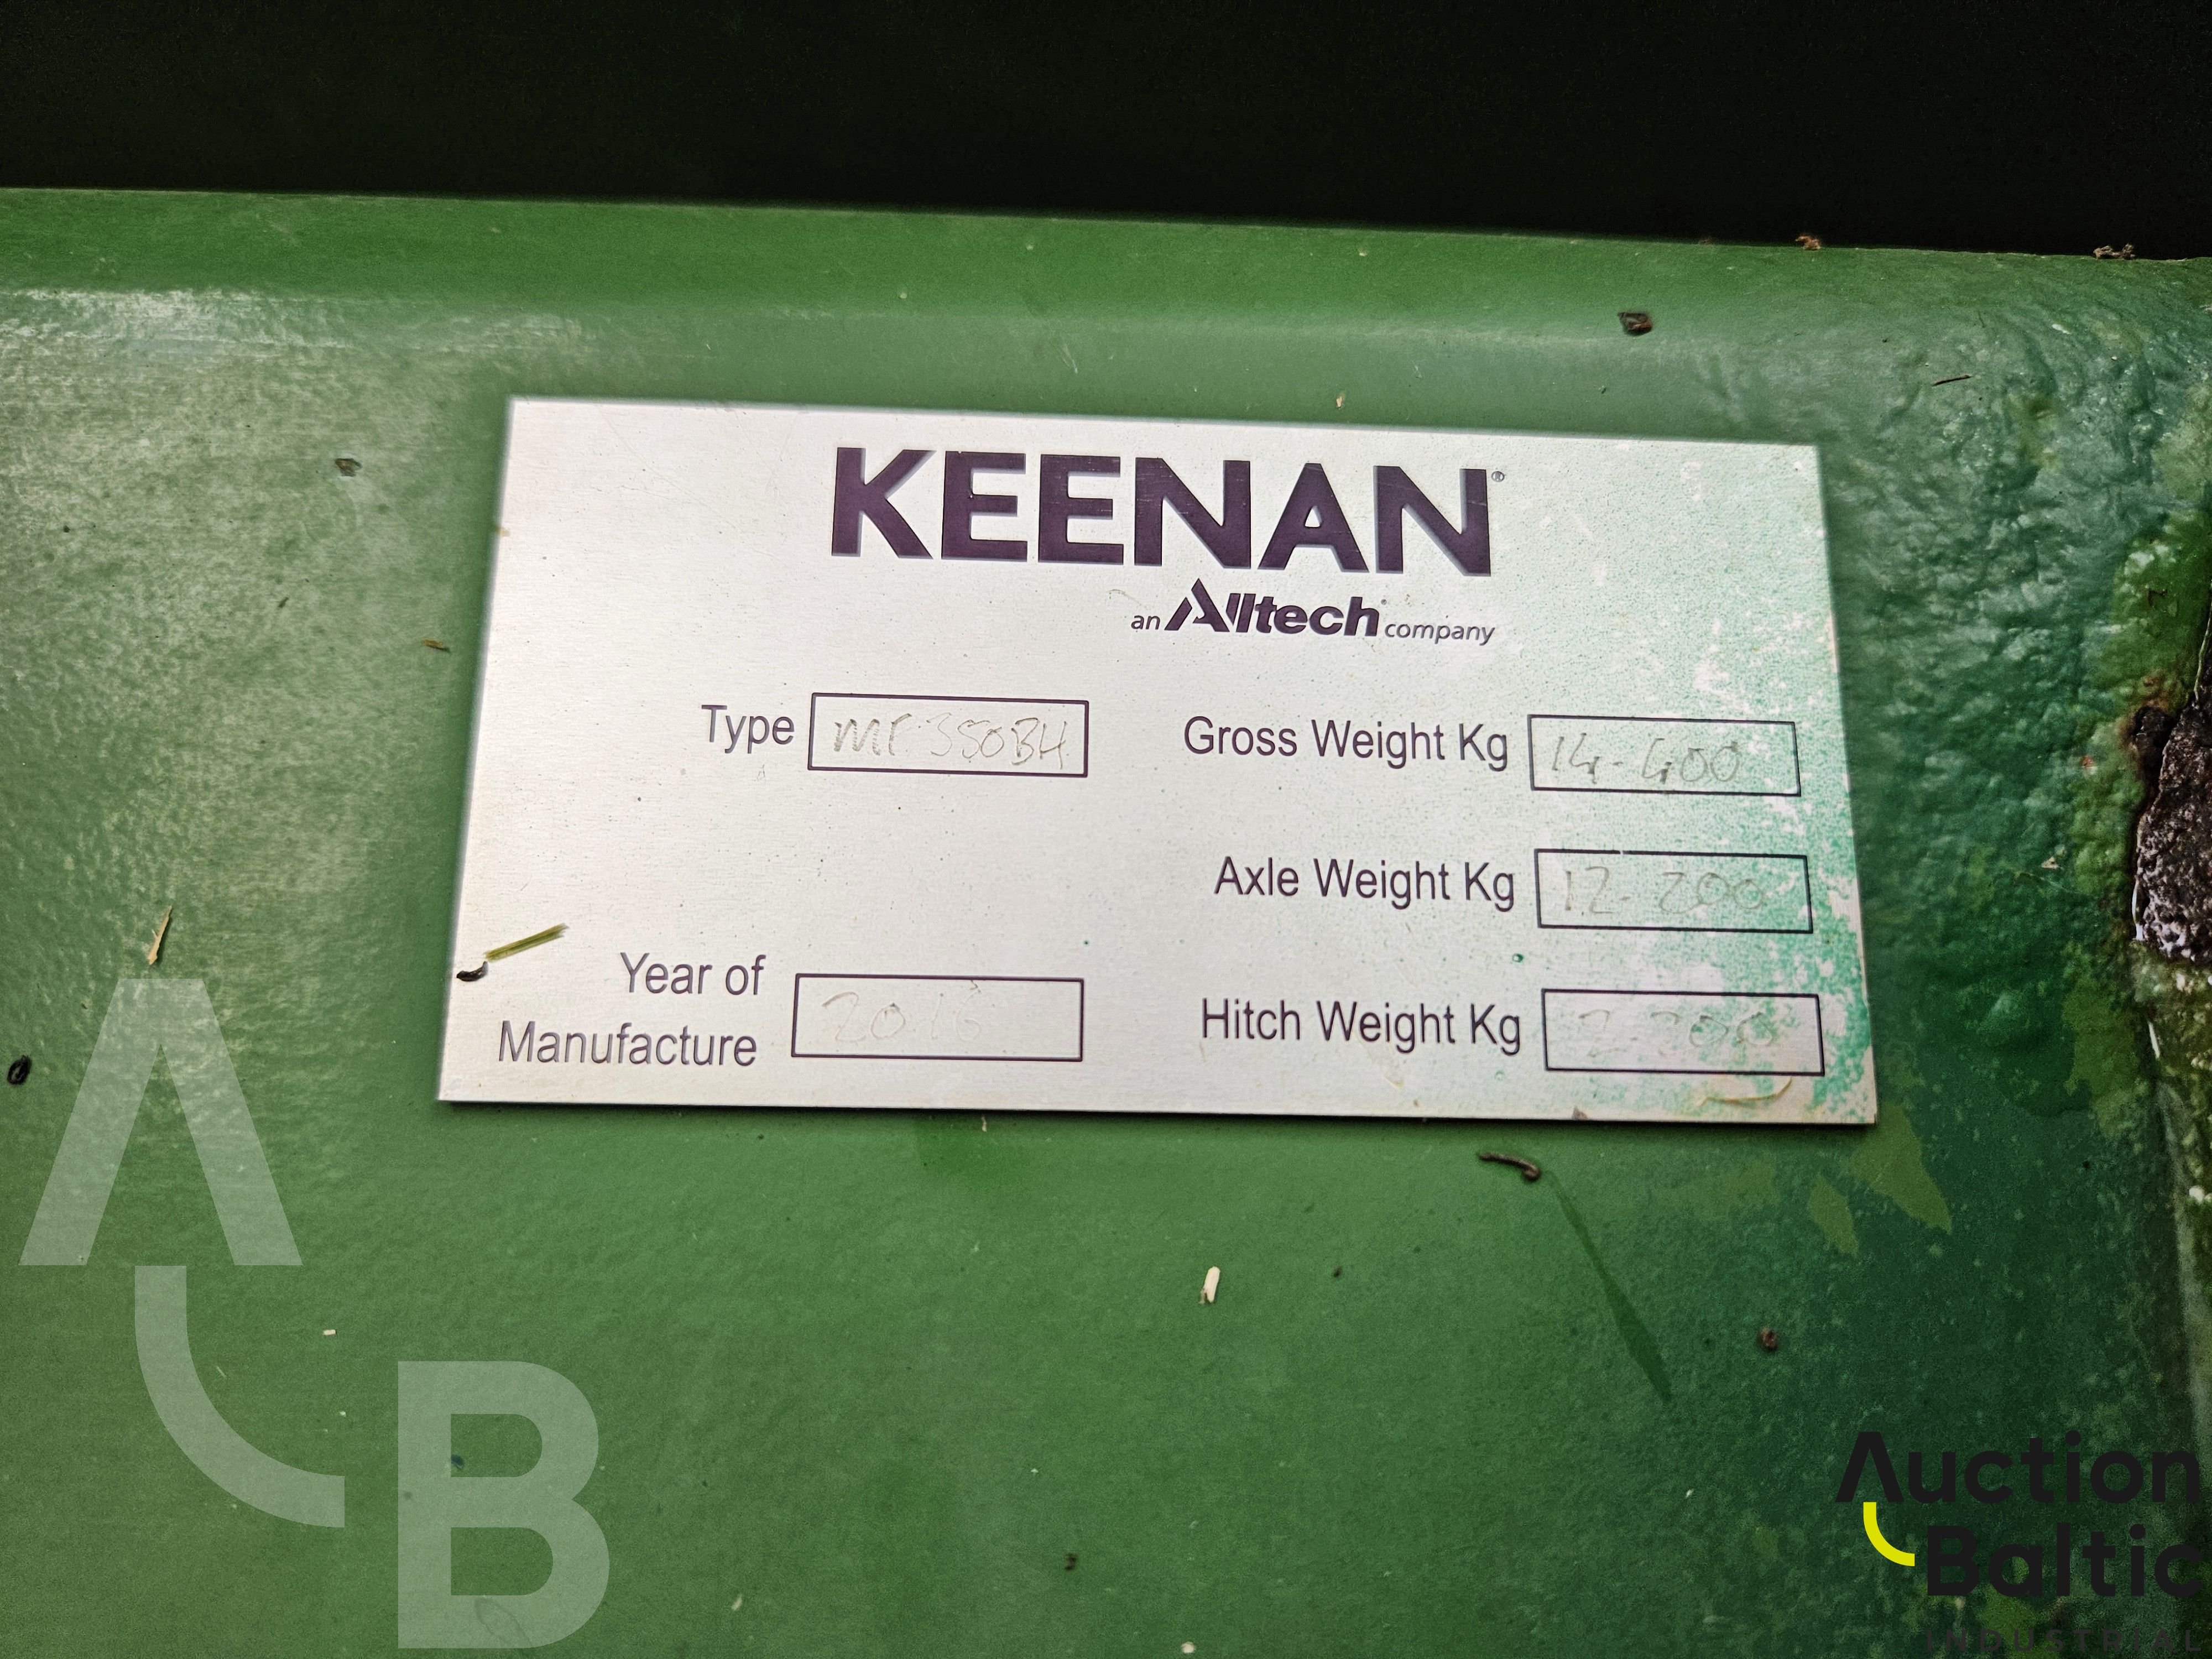 KEENAN®
an Alltech® company
Type MF350BH Gross Weight Kg 14-400
Axle Weight Kg 12-200
Year of
Manufacture Hitch Weight Kg
AB
Auction
Baltic
INDUSTRIAL